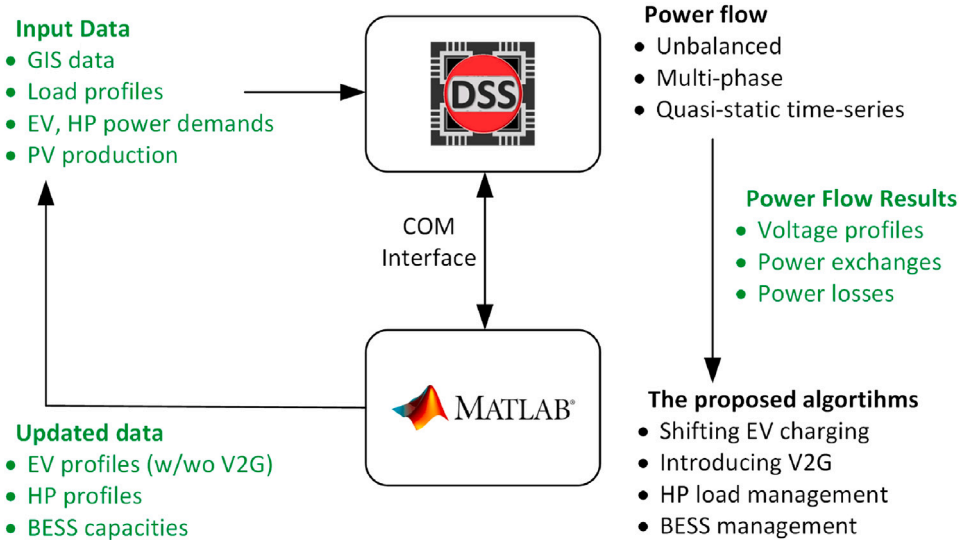 Input Data
• GIS data
• Load profiles
• EV, HP power demands
• PV production
DSS
Power flow
• Unbalanced
• Multi-phase
• Quasi-static time-series
COM
Interface
Power Flow Results
• Voltage profiles
• Power exchanges
• Power losses
MATLAB®
Updated data
• EV profiles (w/wo V2G)
• HP profiles
• BESS capacities
The proposed algortihms
• Shifting EV charging
• Introducing V2G
• HP load management
• BESS management